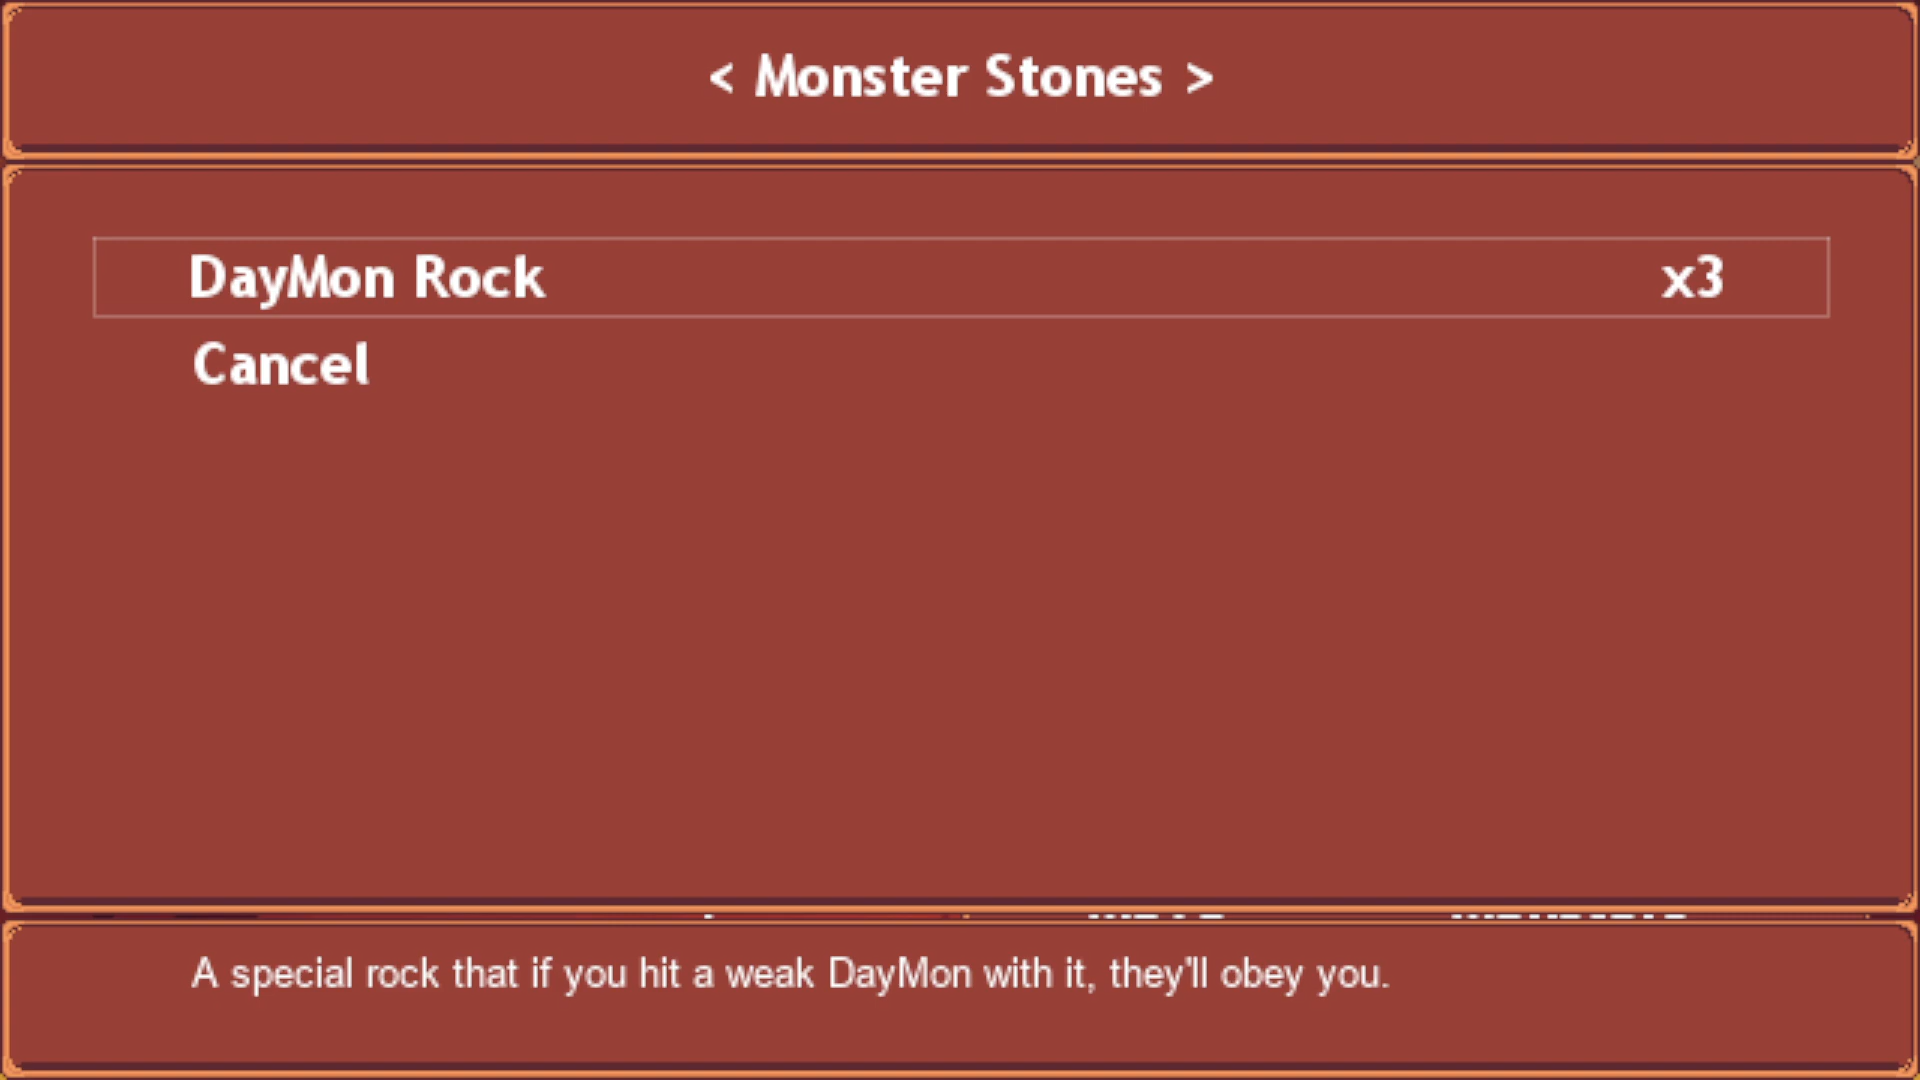 < Monster Stones >
DayMon Rock x3
Cancel
A special rock that if you hit a weak DayMon with it, they'll obey you.